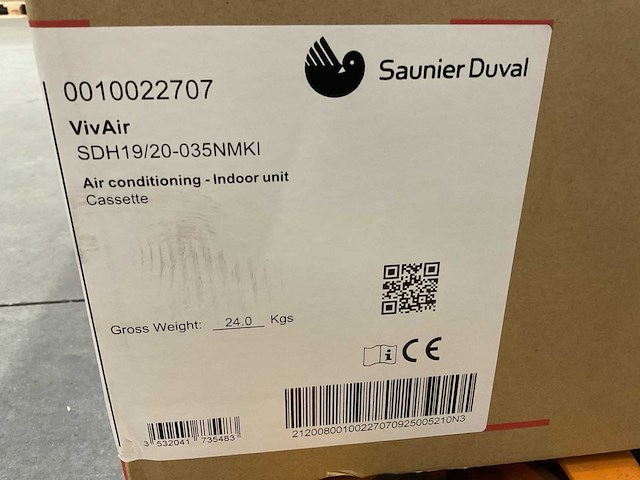 Saunier Duval
0010022707
VivAir
SDH19/20-035NMKI
Air conditioning - Indoor unit
Cassette
Gross Weight: 24.0 Kgs
CE
3 532041 735483
21200800100227070925005210N3